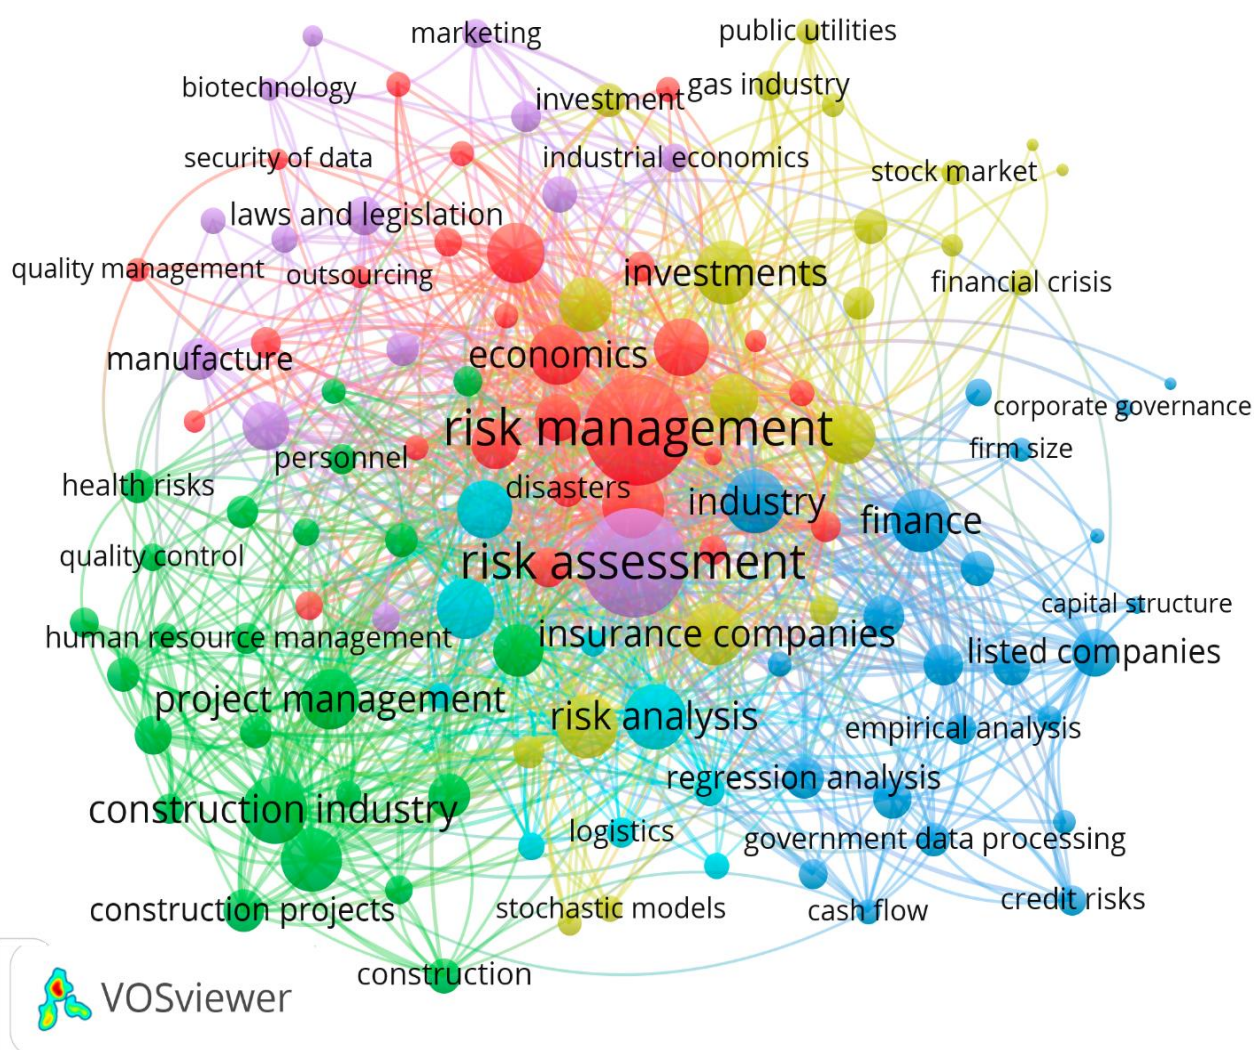 marketing
public utilities
biotechnology
investment
gas industry
security of data
industrial economics
stock market
laws and legislation
quality management
outsourcing
investments
financial crisis
manufacture
economics
corporate governance
risk management
firm size
personnel
health risks
disasters
industry
finance
quality control
risk assessment
capital structure
human resource management
insurance companies
listed companies
project management
risk analysis
empirical analysis
regression analysis
construction industry
logistics
government data processing
construction projects
stochastic models
cash flow
credit risks
construction
VOSviewer